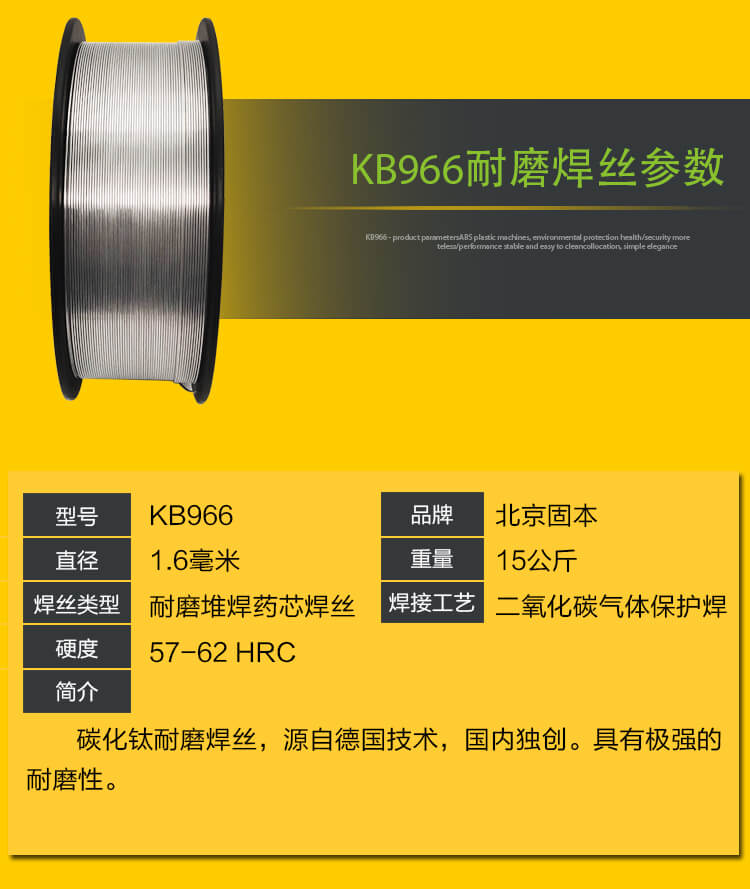 KB966耐磨焊丝参数
KB966 - product parametersABS plastic machines, environmental protection health/security more
teless/performance stable and easy to cleancollocation, simple elegance
型号 KB966 品牌 北京固本
直径 1.6毫米 重量 15公斤
焊丝类型 耐磨堆焊药芯焊丝 焊接工艺 二氧化碳气体保护焊
硬度 57-62 HRC
简介
碳化钛耐磨焊丝，源自德国技术，国内独创。具有极强的
耐磨性。